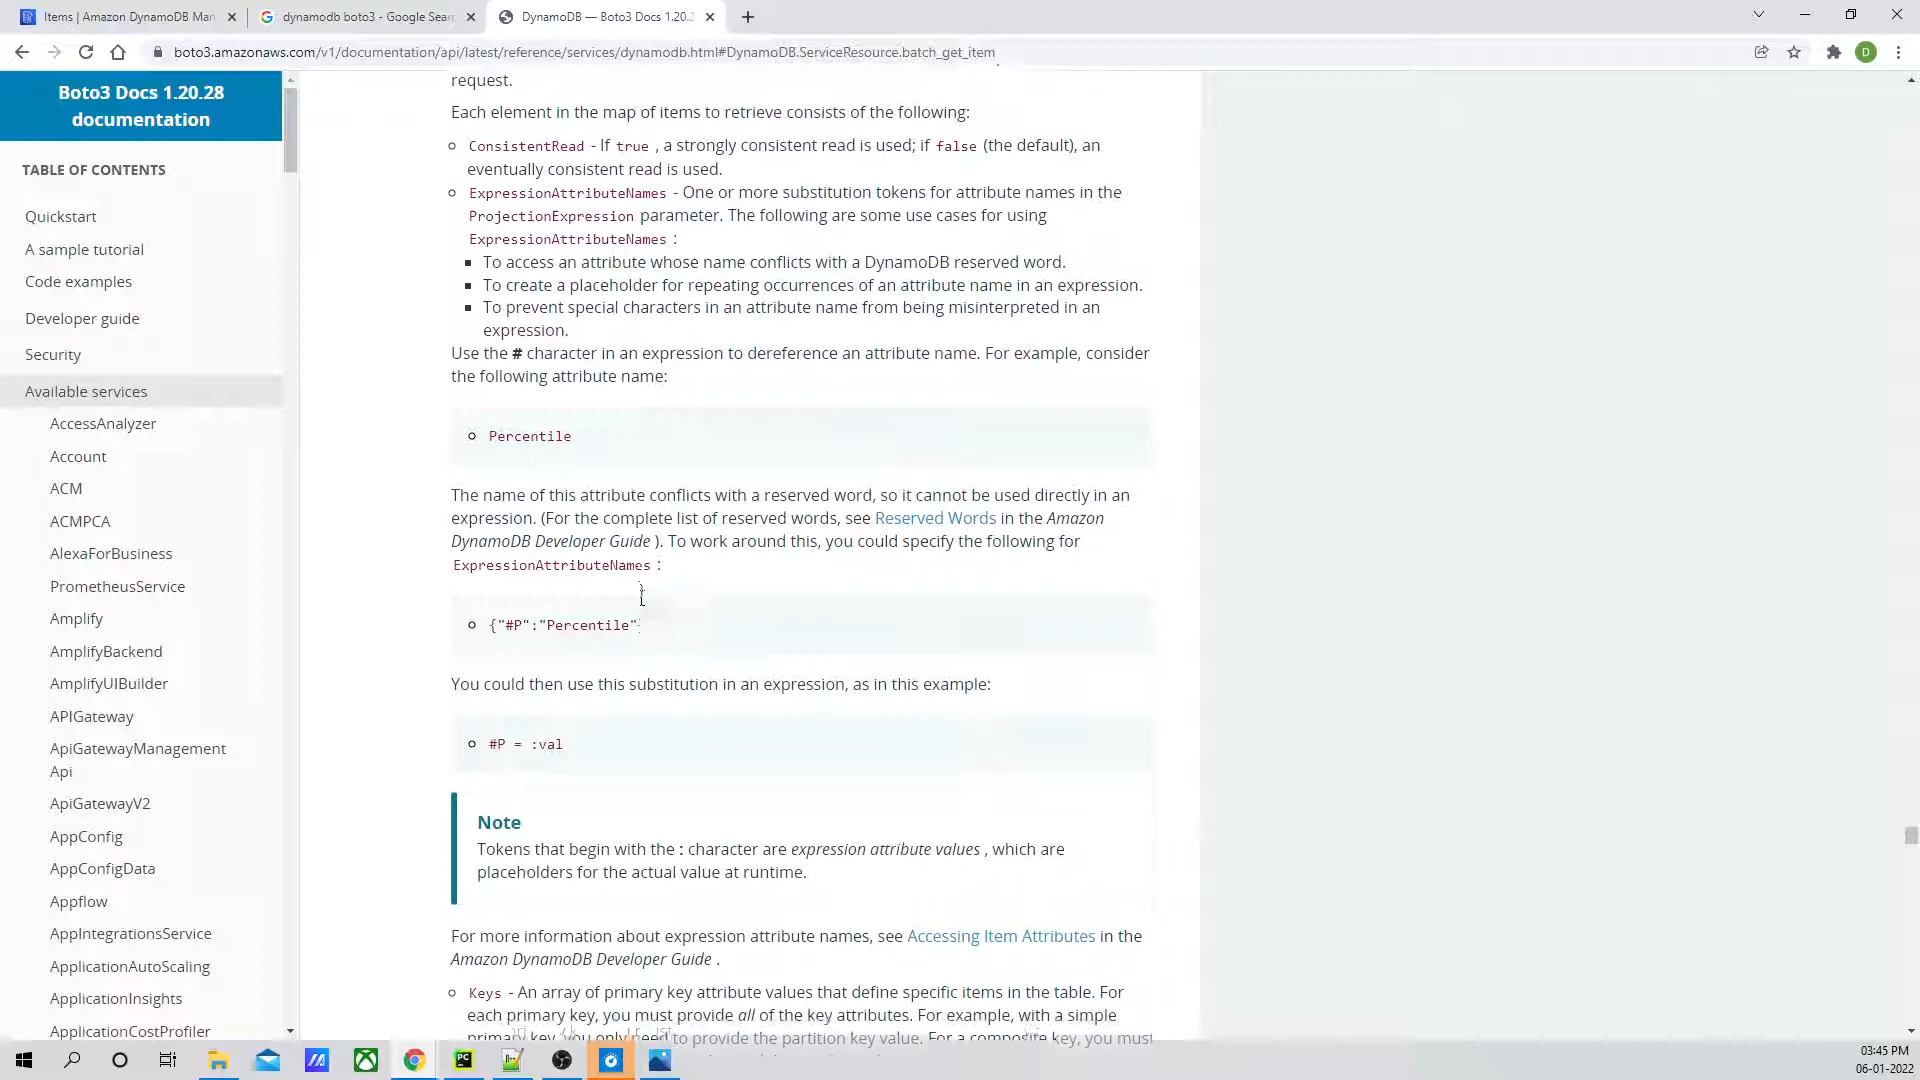 Items | Amazon DynamoDB Man
dynamodb boto3 - Google Sear
DynamoDB — Boto3 Docs 1.20.2
boto3.amazonaws.com/v1/documentation/api/latest/reference/services/dynamodb.html#DynamoDB.ServiceResource.batch_get_item
D
Boto3 Docs 1.20.28
documentation
TABLE OF CONTENTS
Quickstart
A sample tutorial
Code examples
Developer guide
Security
Available services
AccessAnalyzer
Account
ACM
ACMPCA
AlexaForBusiness
PrometheusService
Amplify
AmplifyBackend
AmplifyUIBuilder
APIGateway
ApiGatewayManagement
Api
ApiGatewayV2
AppConfig
AppConfigData
Appflow
AppIntegrationsService
ApplicationAutoScaling
ApplicationInsights
ApplicationCostProfiler
request.
Each element in the map of items to retrieve consists of the following:
ConsistentRead - If true , a strongly consistent read is used; if false (the default), an
eventually consistent read is used.
ExpressionAttributeNames - One or more substitution tokens for attribute names in the
ProjectionExpression parameter. The following are some use cases for using
ExpressionAttributeNames :
To access an attribute whose name conflicts with a DynamoDB reserved word.
To create a placeholder for repeating occurrences of an attribute name in an expression.
To prevent special characters in an attribute name from being misinterpreted in an
expression.
Use the # character in an expression to dereference an attribute name. For example, consider
the following attribute name:
Percentile
The name of this attribute conflicts with a reserved word, so it cannot be used directly in an
expression. (For the complete list of reserved words, see Reserved Words in the Amazon
DynamoDB Developer Guide ). To work around this, you could specify the following for
ExpressionAttributeNames :
{"#P":"Percentile"}
You could then use this substitution in an expression, as in this example:
#P = :val
Note
Tokens that begin with the : character are expression attribute values , which are
placeholders for the actual value at runtime.
For more information about expression attribute names, see Accessing Item Attributes in the
Amazon DynamoDB Developer Guide .
Keys - An array of primary key attribute values that define specific items in the table. For
each primary key, you must provide all of the key attributes. For example, with a simple
primary key, you only need to provide the partition key value. For a composite key, you must
PC
03:45 PM
06-01-2022